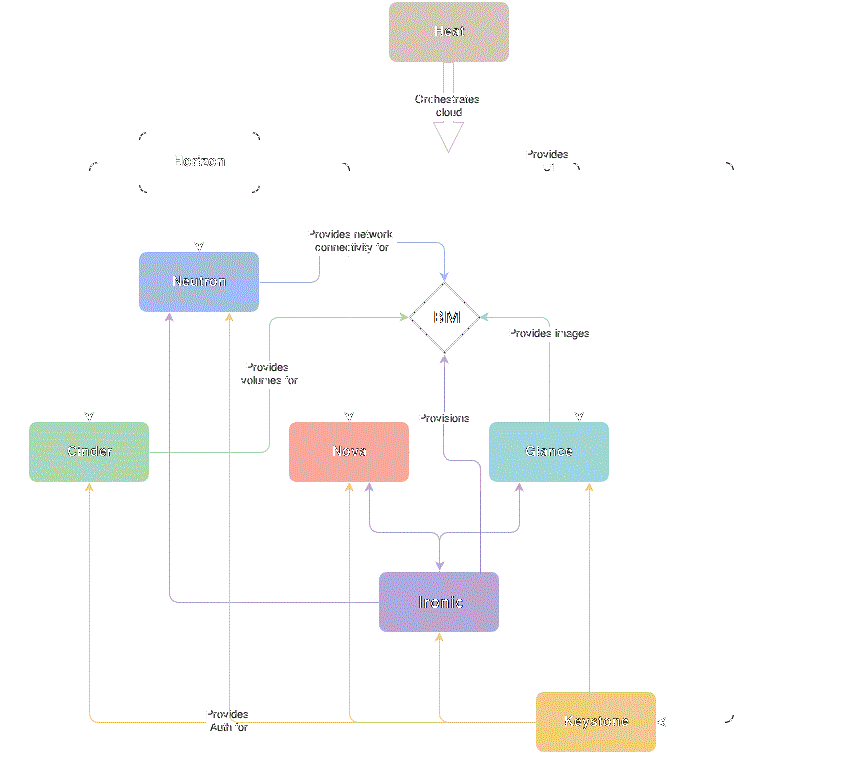 Heat
Orchestrates
cloud
Horizon
Provides
Provides network
connectivity for
Neutron
BM
Provides images
Provides
volumes for
Provisions
Cinder
Nova
Glance
Ironic
Keystone
Provides
Auth for